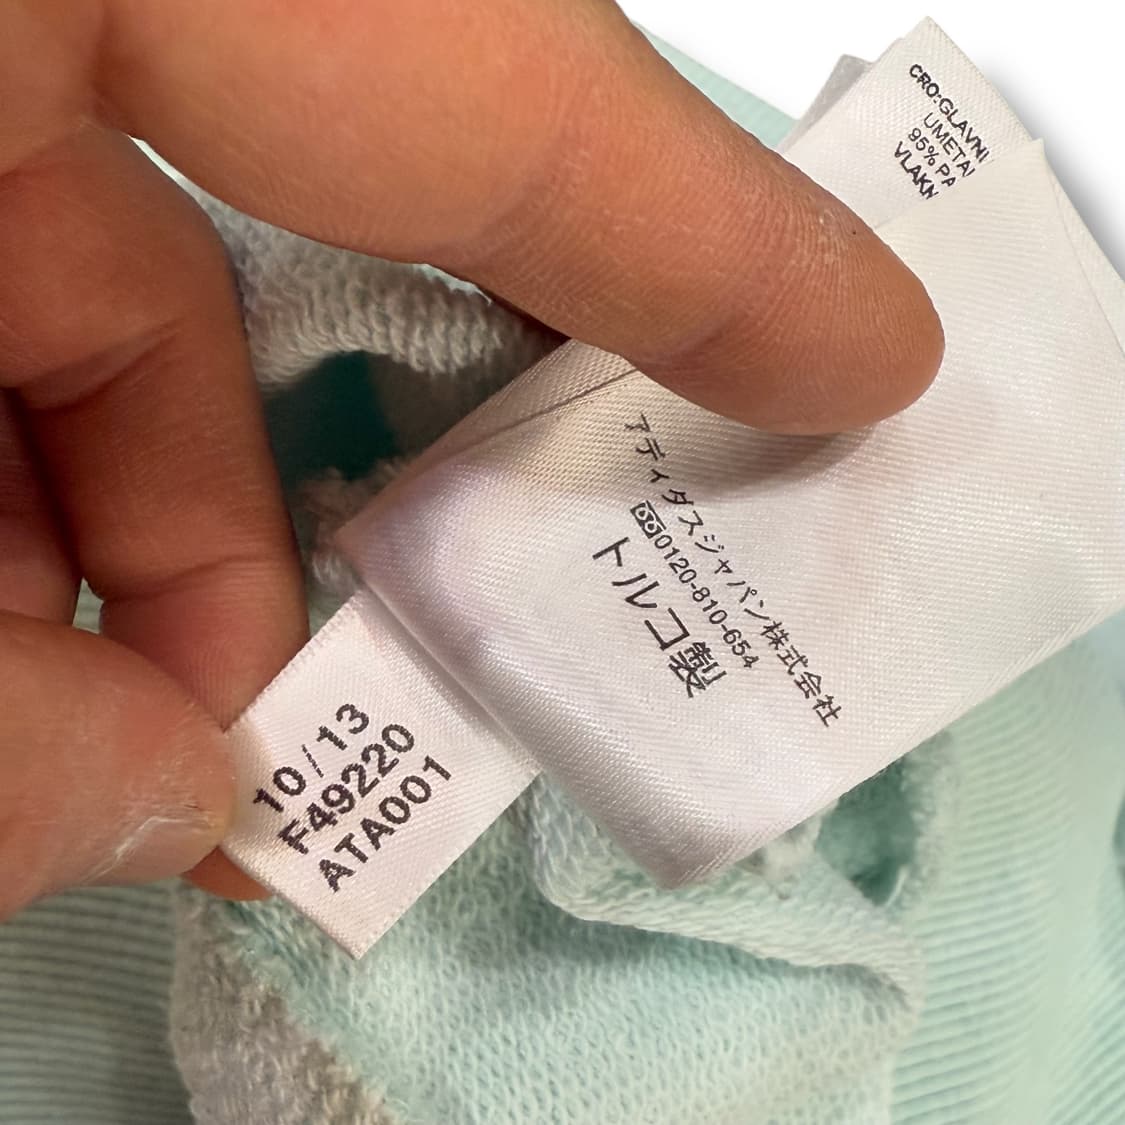 CRO:GLAVNI
UMETA
95% PA
VLAKN
アディダスジャパン株式会社
0120-810-654
トルコ製
10/13
F49220
ATA001